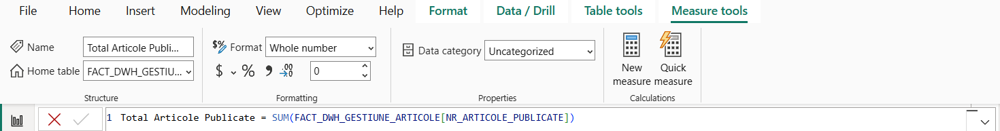 File Home Insert Modeling View Optimize Help Format Data / Drill Table tools Measure tools
Name Total Articole Publi... $% Format Whole number Data category Uncategorized
Home table FACT_DWH_GESTIU... $ % , .00 .0 0
New measure Quick measure
Structure Formatting Properties Calculations
1 Total Articole Publicate = SUM(FACT_DWH_GESTIUNE_ARTICOLE[NR_ARTICOLE_PUBLICATE])